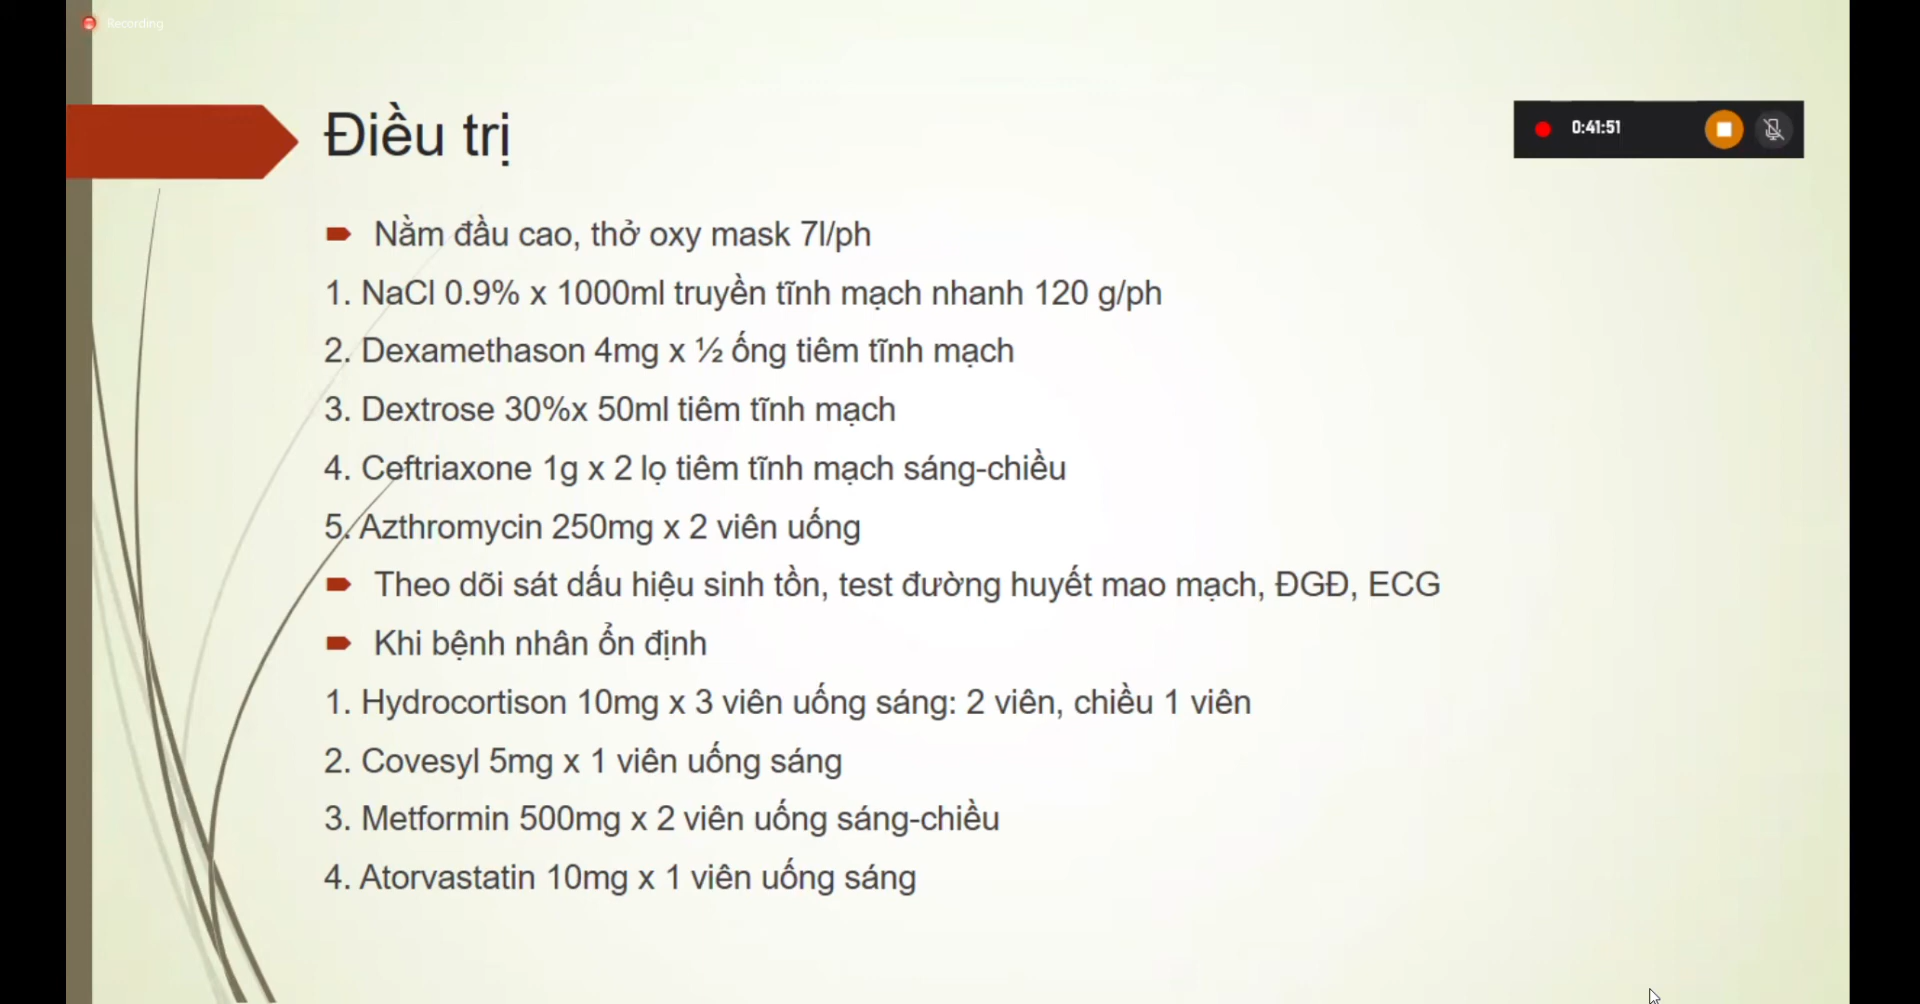 Recording
Điều trị
0:41:51
Nằm đầu cao, thở oxy mask 7l/ph
1. NaCl 0.9% x 1000ml truyền tĩnh mạch nhanh 120 g/ph
2. Dexamethason 4mg x ½ ống tiêm tĩnh mạch
3. Dextrose 30%x 50ml tiêm tĩnh mạch
4. Ceftriaxone 1g x 2 lọ tiêm tĩnh mạch sáng-chiều
5. Azthromycin 250mg x 2 viên uống
Theo dõi sát dấu hiệu sinh tồn, test đường huyết mao mạch, ĐGĐ, ECG
Khi bệnh nhân ổn định
1. Hydrocortison 10mg x 3 viên uống sáng: 2 viên, chiều 1 viên
2. Covesyl 5mg x 1 viên uống sáng
3. Metformin 500mg x 2 viên uống sáng-chiều
4. Atorvastatin 10mg x 1 viên uống sáng